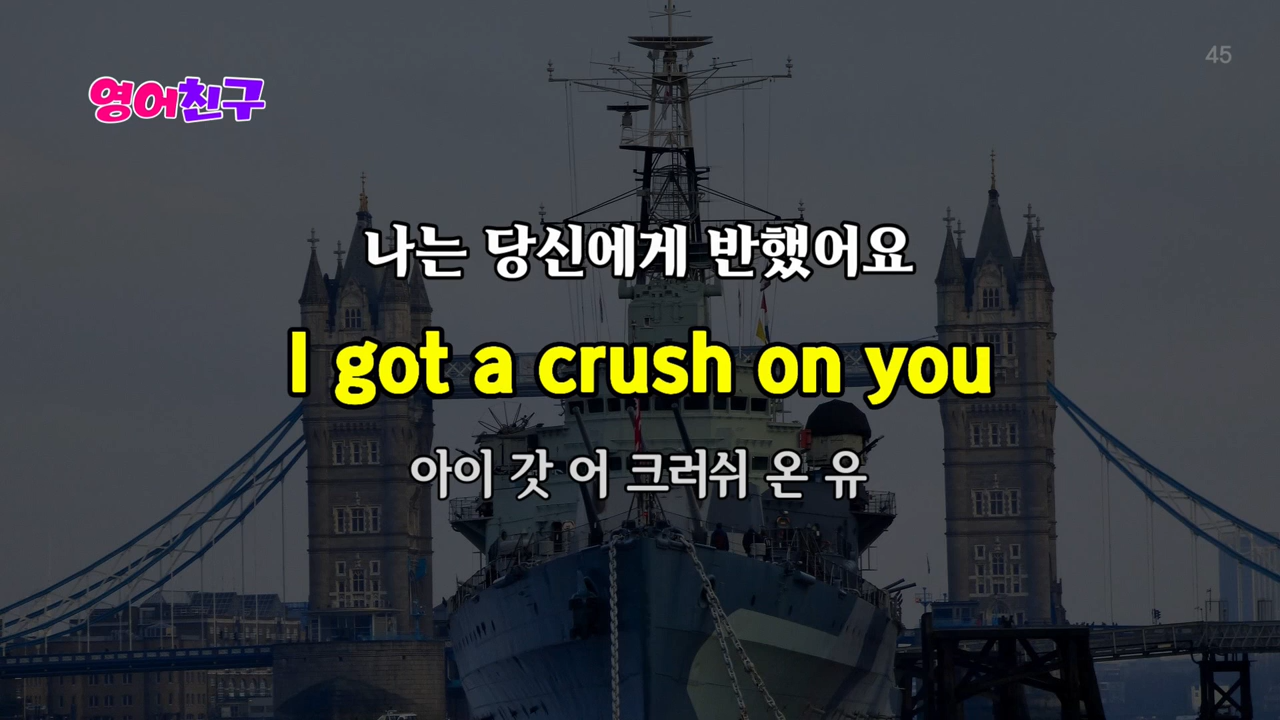 영어친구
45
나는 당신에게 반했어요
I got a crush on you
아이 갓 어 크러쉬 온 유